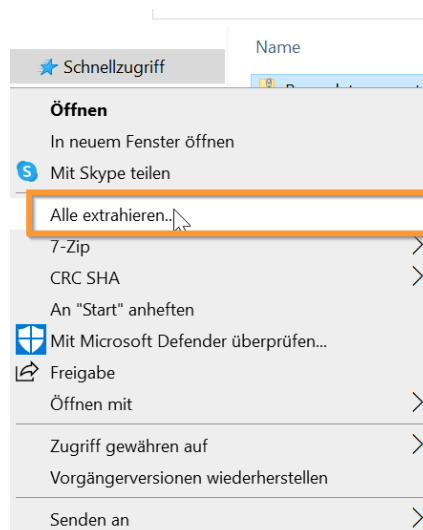 Name
Schnellzugriff
Öffnen
In neuem Fenster öffnen
Mit Skype teilen
Alle extrahieren...
7-Zip
CRC SHA
An "Start" anheften
Mit Microsoft Defender überprüfen...
Freigabe
Öffnen mit
Zugriff gewähren auf
Vorgängerversionen wiederherstellen
Senden an